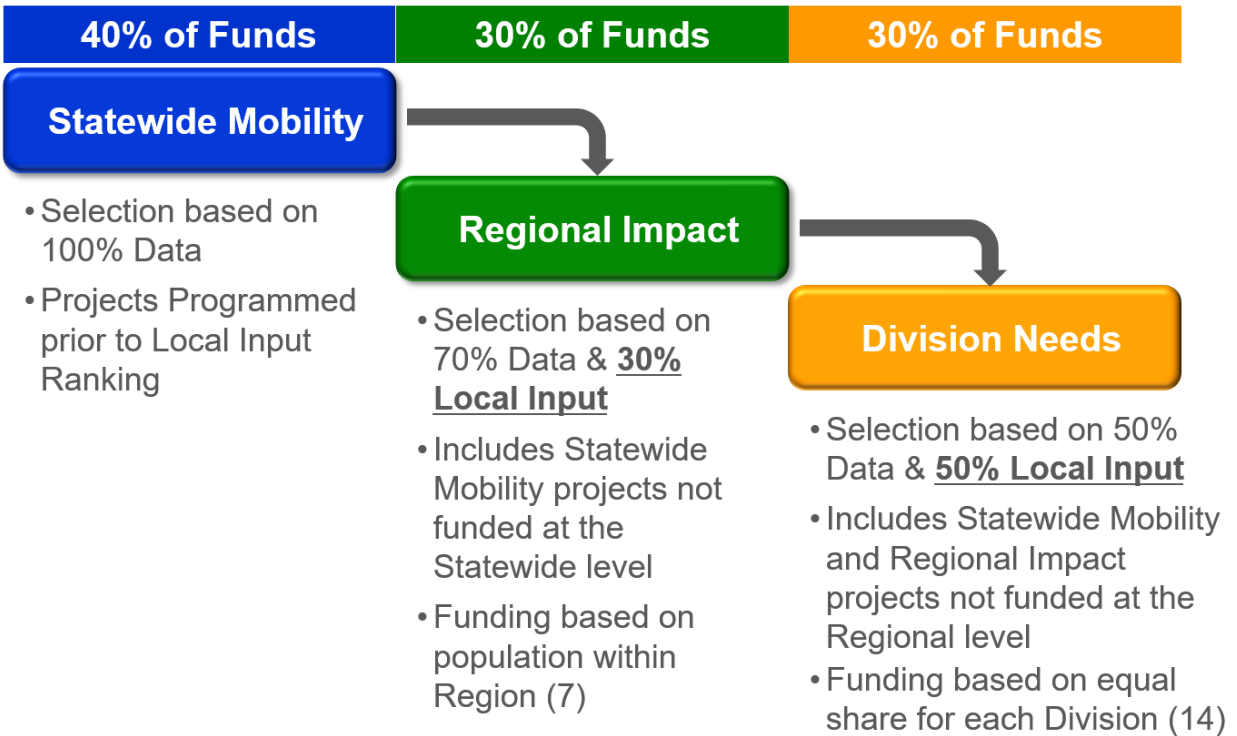 40% of Funds
30% of Funds
30% of Funds
Statewide Mobility
• Selection based on
100% Data
• Projects Programmed
prior to Local Input
Ranking
Regional Impact
• Selection based on
70% Data & 30%
Local Input
• Includes Statewide
Mobility projects not
funded at the
Statewide level
• Funding based on
population within
Region (7)
Division Needs
• Selection based on 50%
Data & 50% Local Input
• Includes Statewide Mobility
and Regional Impact
projects not funded at the
Regional level
• Funding based on equal
share for each Division (14)